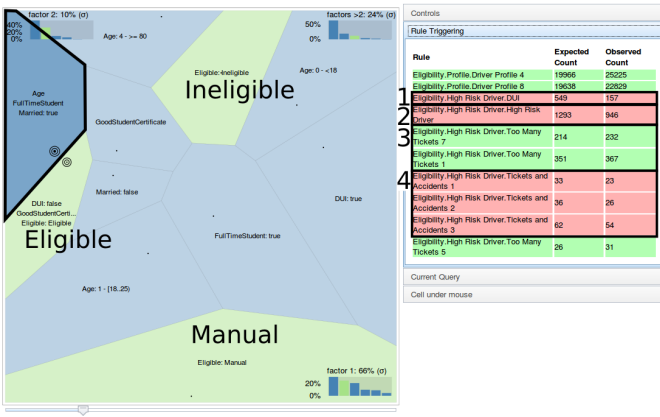 factor 2: 10% (σ)
40%
20%
0%
Age: 4 - >= 80
factors >2: 24% (σ)
50%
0%
Eligible: Ineligible
Ineligible
Age: 0 - <18
Age
FullTimeStudent
Married: true
GoodStudentCertificate
Married: false
DUI: true
DUI: false
GoodStudentCerti...
Eligible: Eligible
Eligible
FullTimeStudent: true
Age: 1 - [18..25)
Manual
Eligible: Manual
factor 1: 66% (σ)
20%
0%
Controls
Rule Triggering
Rule Expected Count Observed Count
Eligibility.Profile.Driver Profile 4 19966 25225
Eligibility.Profile.Driver Profile 8 19638 22829
1 Eligibility.High Risk Driver.DUI 549 157
2 Eligibility.High Risk Driver.High Risk Driver 1293 946
3 Eligibility.High Risk Driver.Too Many Tickets 7 214 232
Eligibility.High Risk Driver.Too Many Tickets 1 351 367
4 Eligibility.High Risk Driver.Tickets and Accidents 1 33 23
Eligibility.High Risk Driver.Tickets and Accidents 2 36 26
Eligibility.High Risk Driver.Tickets and Accidents 3 62 54
Eligibility.High Risk Driver.Too Many Tickets 5 26 31
Current Query
Cell under mouse